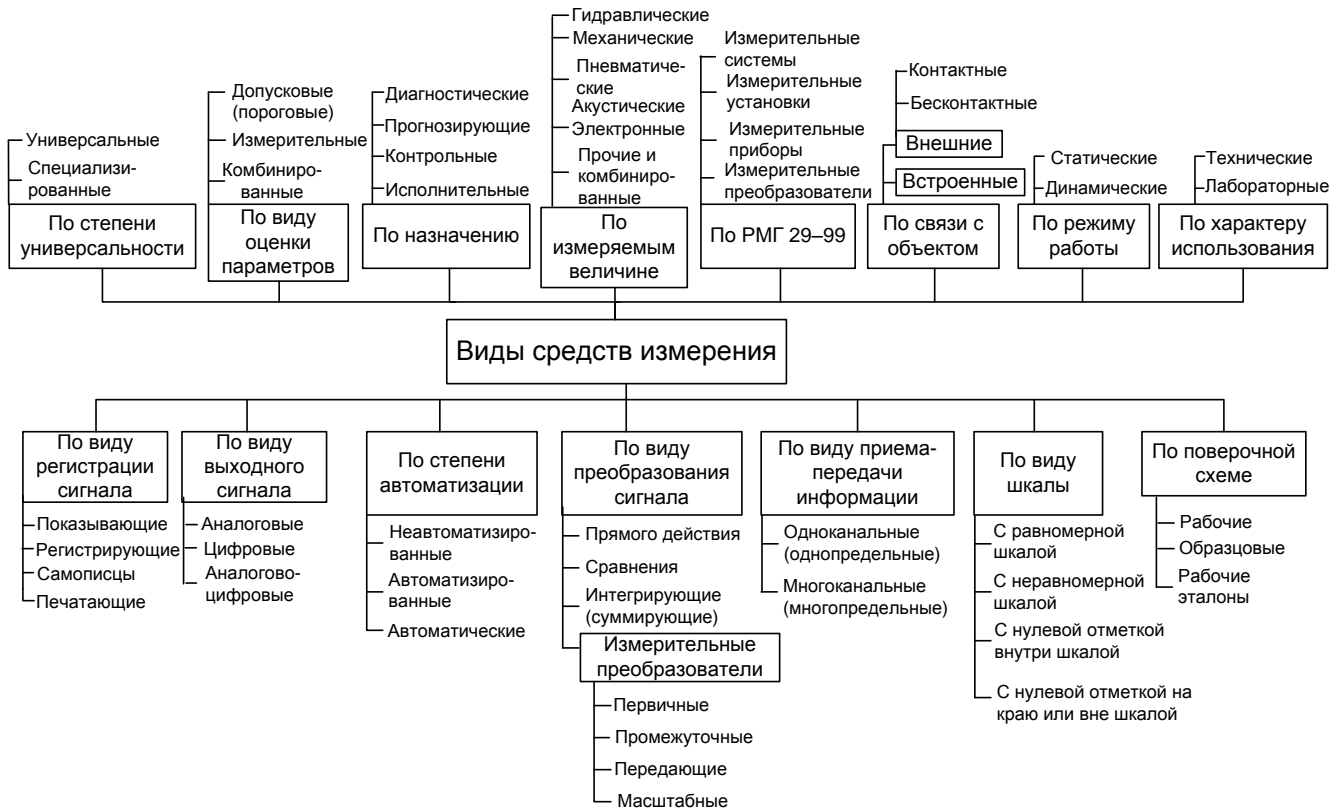 Универсальные
Специализи-
рованные
По степени
универсальности
Допусковые
(пороговые)
Измерительные
Комбиниро-
ванные
По виду
оценки
параметров
Диагностические
Прогнозирующие
Контрольные
Исполнительные
По назначению
Гидравлические
Механические
Пневматиче-
ские
Акустические
Электронные
Прочие и
комбиниро-
ванные
По
измеряемым
величине
Измерительные
системы
Измерительные
установки
Измерительные
приборы
Измерительные
преобразователи
По РМГ 29–99
Контактные
Бесконтактные
Внешние
Встроенные
По связи с
объектом
Статические
Динамические
По режиму
работы
Технические
Лабораторные
По характеру
использования
Виды средств измерения
По виду
регистрации
сигнала
Показывающие
Регистрирующие
Самописцы
Печатающие
По виду
выходного
сигнала
Аналоговые
Цифровые
Аналогово-
цифровые
По степени
автоматизации
Неавтоматизиро-
ванные
Автоматизиро-
ванные
Автоматические
По виду
преобразования
сигнала
Прямого действия
Сравнения
Интегрирующие
(суммирующие)
Измерительные
преобразователи
Первичные
Промежуточные
Передающие
Масштабные
По виду приема-
передачи
информации
Одноканальные
(однопредельные)
Многоканальные
(многопредельные)
По виду
шкалы
С равномерной
шкалой
С неравномерной
шкалой
С нулевой отметкой
внутри шкалой
С нулевой отметкой на
краю или вне шкалой
По поверочной
схеме
Рабочие
Образцовые
Рабочие
эталоны